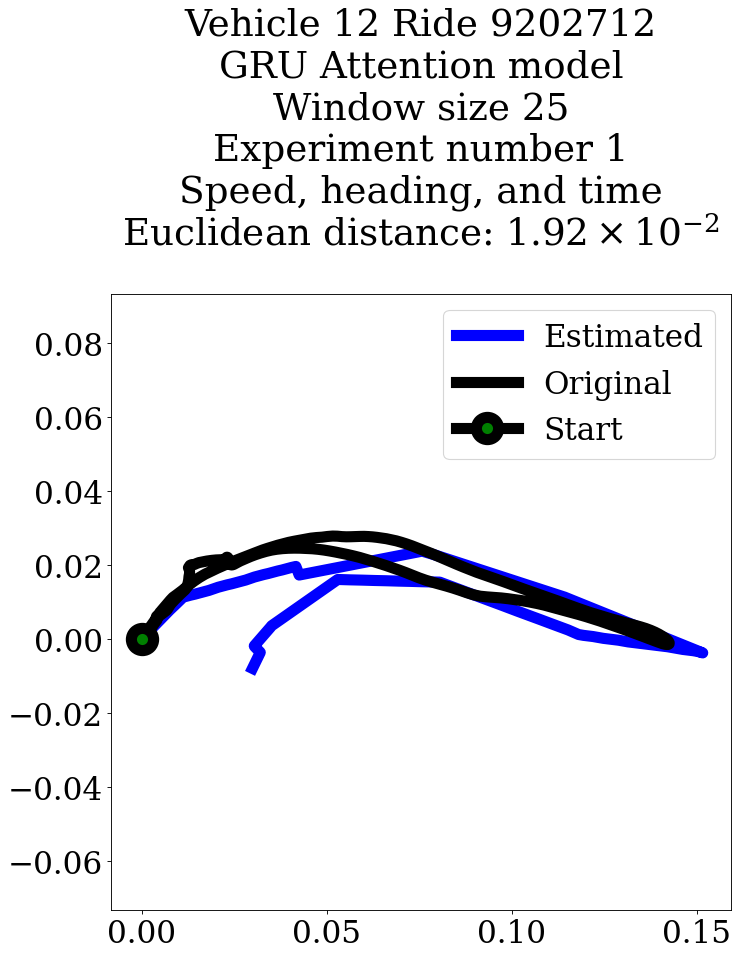 Vehicle 12 Ride 9202712
GRU Attention model
Window size 25
Experiment number 1
Speed, heading, and time
Euclidean distance: 1.92 × 10⁻²
Estimated
Original
Start
0.08
0.06
0.04
0.02
0.00
−0.02
−0.04
−0.06
0.00 0.05 0.10 0.15